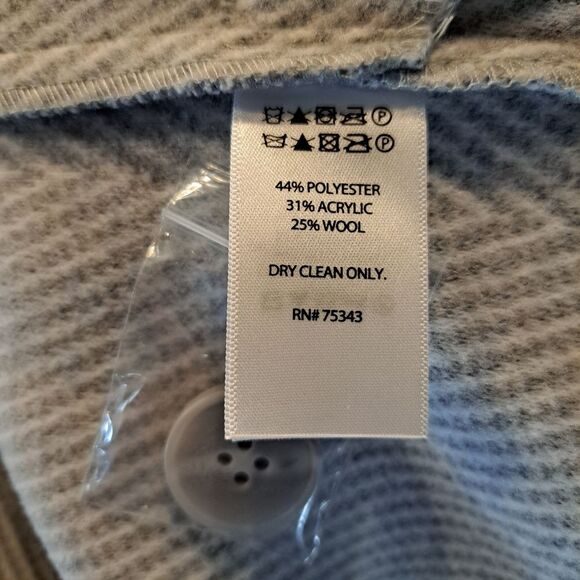 P
P
44% POLYESTER
31% ACRYLIC
25% WOOL
DRY CLEAN ONLY.
RN# 75343